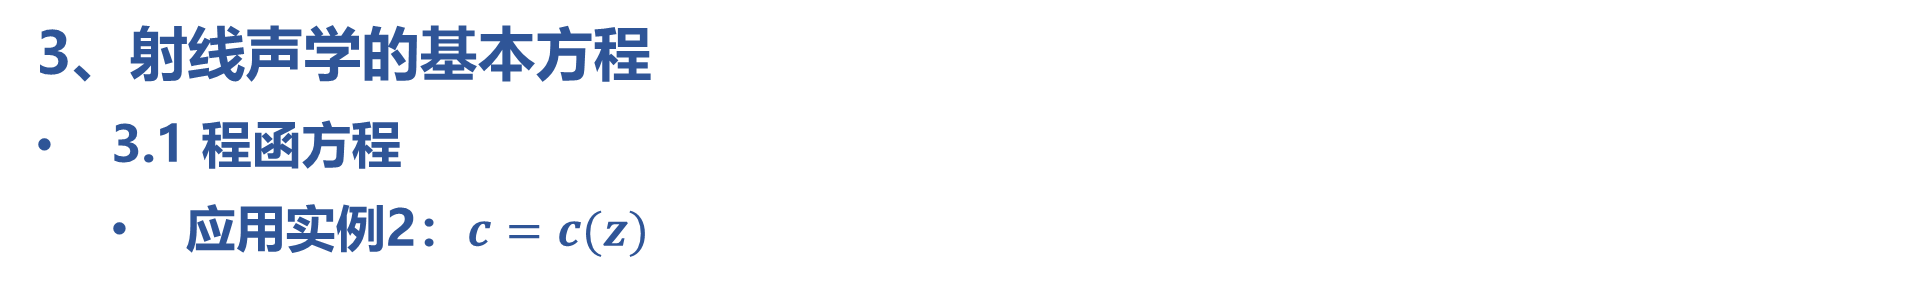 3、射线声学的基本方程
• 3.1 程函方程
• 应用实例2：c = c(z)